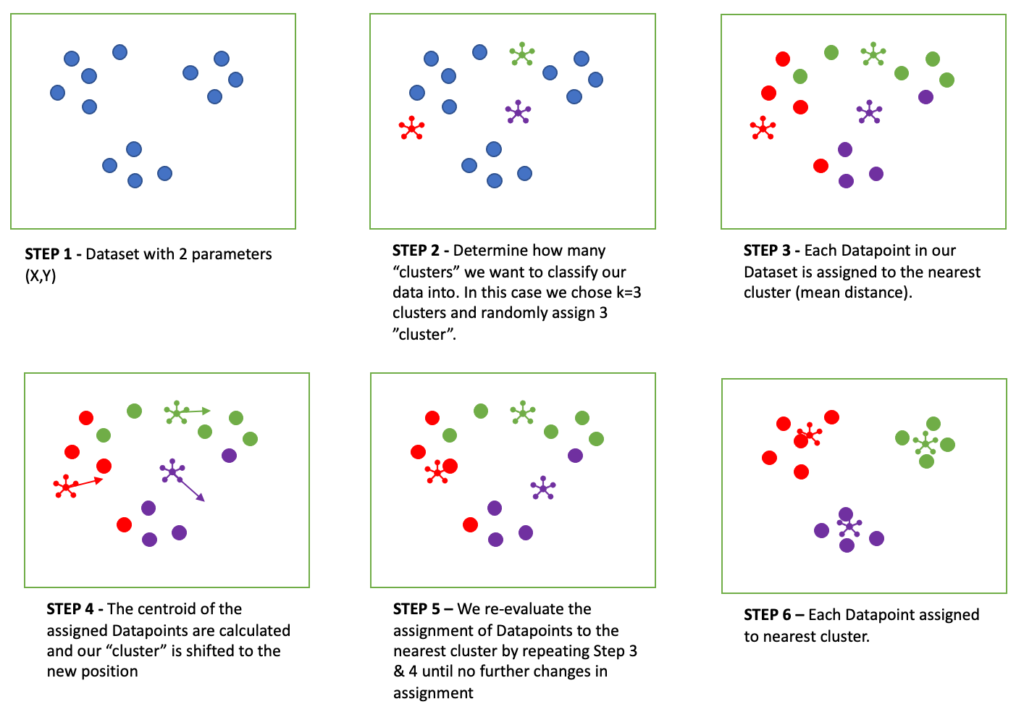 STEP 1 - Dataset with 2 parameters
(X,Y)
STEP 2 - Determine how many
“clusters” we want to classify our
data into. In this case we chose k=3
clusters and randomly assign 3
”cluster”.
STEP 3 - Each Datapoint in our
Dataset is assigned to the nearest
cluster (mean distance).
STEP 4 - The centroid of the
assigned Datapoints are calculated
and our “cluster” is shifted to the
new position
STEP 5 – We re-evaluate the
assignment of Datapoints to the
nearest cluster by repeating Step 3
& 4 until no further changes in
assignment
STEP 6 – Each Datapoint assigned
to nearest cluster.